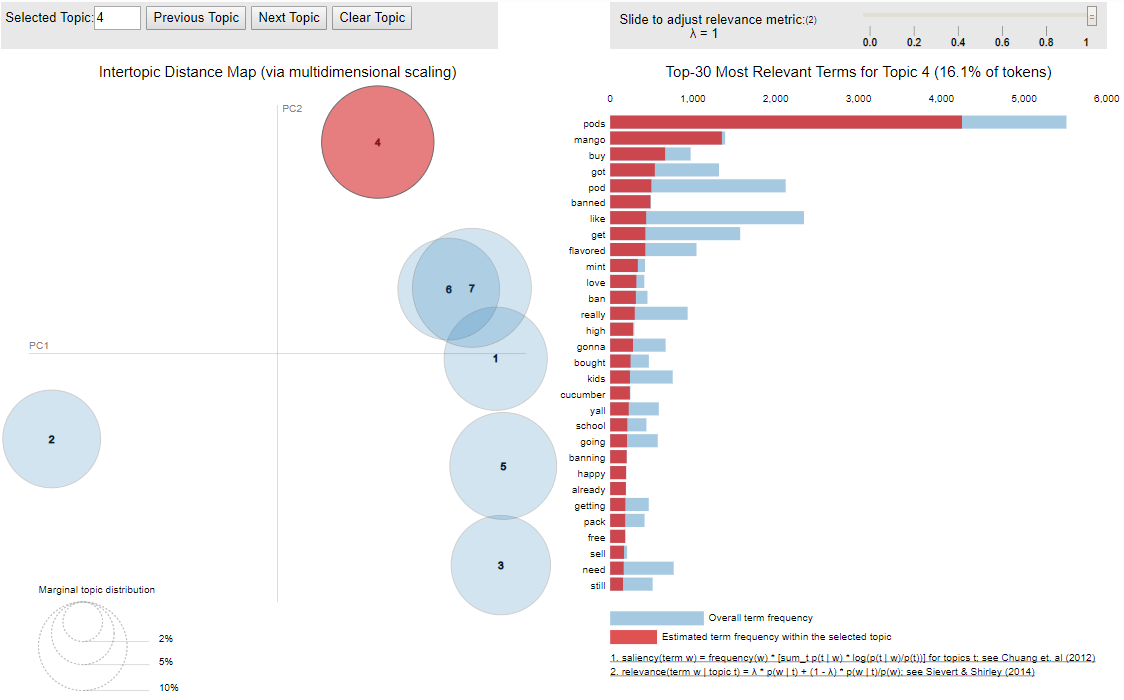 Selected Topic: 4 Previous Topic Next Topic Clear Topic
Slide to adjust relevance metric:(2)
λ = 1
0.0 0.2 0.4 0.6 0.8 1
Intertopic Distance Map (via multidimensional scaling)
PC2
PC1
4
6 7
1
2
5
3
Marginal topic distribution
2%
5%
10%
Top-30 Most Relevant Terms for Topic 4 (16.1% of tokens)
0 1,000 2,000 3,000 4,000 5,000 6,000
pods
mango
buy
got
pod
banned
like
get
flavored
mint
love
ban
really
high
gonna
bought
kids
cucumber
yall
school
going
banning
happy
already
getting
pack
free
sell
need
still
Overall term frequency
Estimated term frequency within the selected topic
1. saliency(term w) = frequency(w) * [sum_t p(t | w) * log(p(t | w)/p(t))] for topics t; see Chuang et. al (2012)
2. relevance(term w | topic t) = λ * p(w | t) + (1 - λ) * p(w | t)/p(w); see Sievert & Shirley (2014)